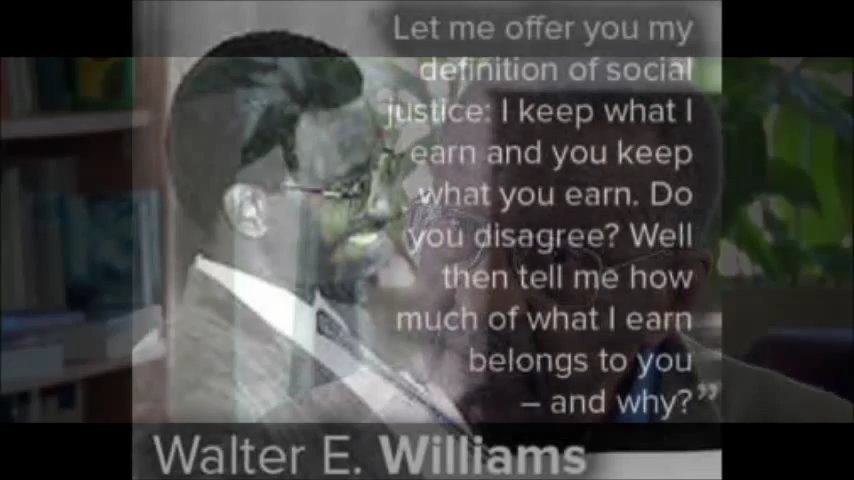 Let me offer you my
definition of social
justice: I keep what I
earn and you keep
what you earn. Do
you disagree? Well
then tell me how
much of what I earn
belongs to you
– and why?”
Walter E. Williams